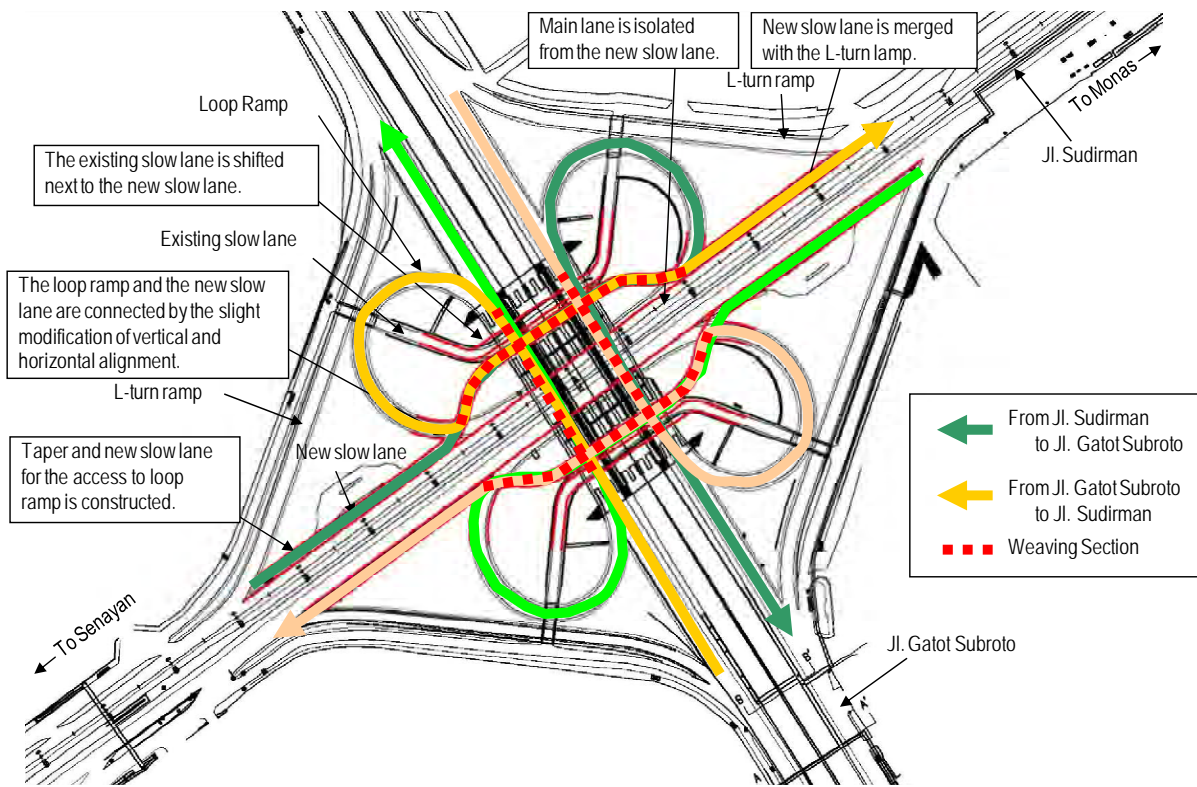 Main lane is isolated
from the new slow lane.
New slow lane is merged
with the L-turn lamp.
L-turn ramp
To Monas
Loop Ramp
Jl. Sudirman
The existing slow lane is shifted
next to the new slow lane.
Existing slow lane
The loop ramp and the new slow
lane are connected by the slight
modification of vertical and
horizontal alignment.
L-turn ramp
Taper and new slow lane
for the access to loop
ramp is constructed.
New slow lane
From Jl. Sudirman
to Jl. Gatot Subroto
From Jl. Gatot Subroto
to Jl. Sudirman
Weaving Section
To Senayan
Jl. Gatot Subroto
B'
B
A'
A